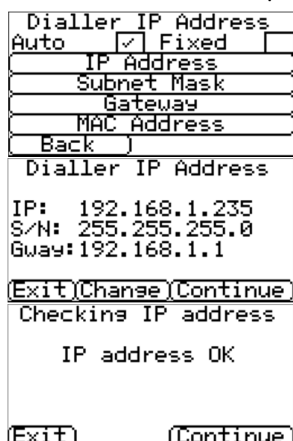 Dialler IP Address
Auto Fixed
IP Address
Subnet Mask
Gateway
MAC Address
Back
Dialler IP Address
IP: 192.168.1.235
S/N: 255.255.255.0
Gway:192.168.1.1
Exit Change Continue
Checking IP address
IP address OK
Exit Continue